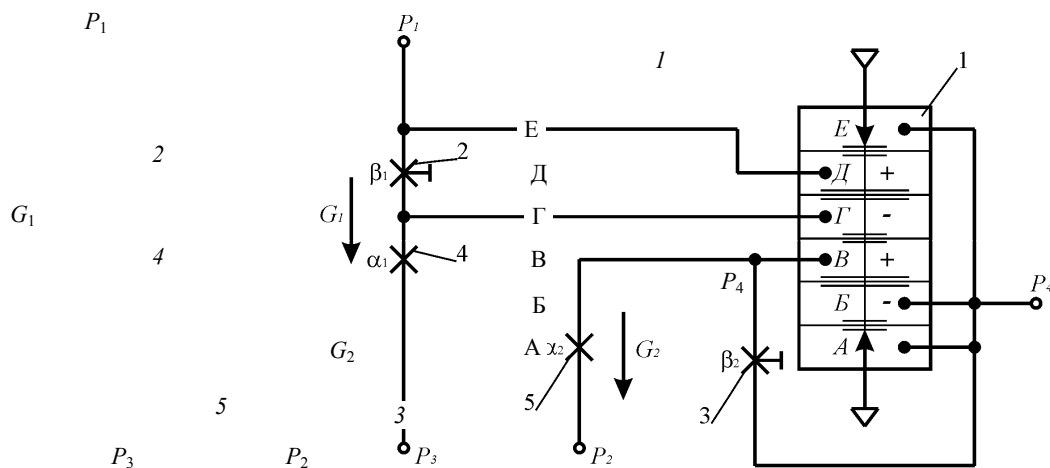 P1 P1 1 1
E E
2 2 β1 Д Д +
G1 G1 Г Г -
4 α1 4 В В +
P4 P4
Б Б -
G2 А α2 G2 β2 А
5 5 3 3
P3 P2 P3 P2